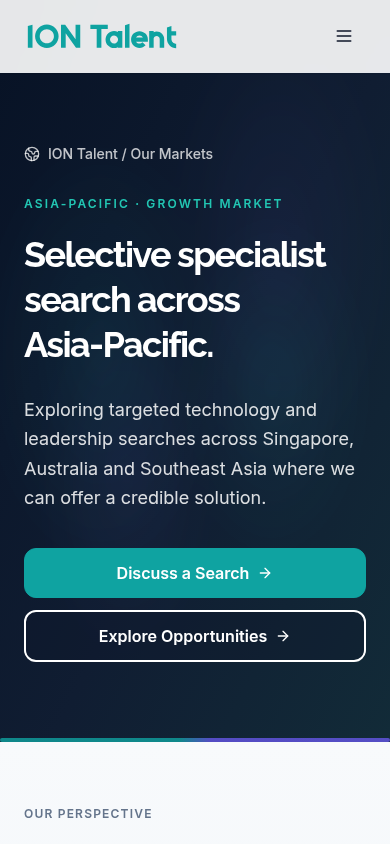 ION Talent
ION Talent / Our Markets
ASIA-PACIFIC · GROWTH MARKET
Selective specialist
search across
Asia-Pacific.
Exploring targeted technology and
leadership searches across Singapore,
Australia and Southeast Asia where we
can offer a credible solution.
Discuss a Search →
Explore Opportunities →
OUR PERSPECTIVE